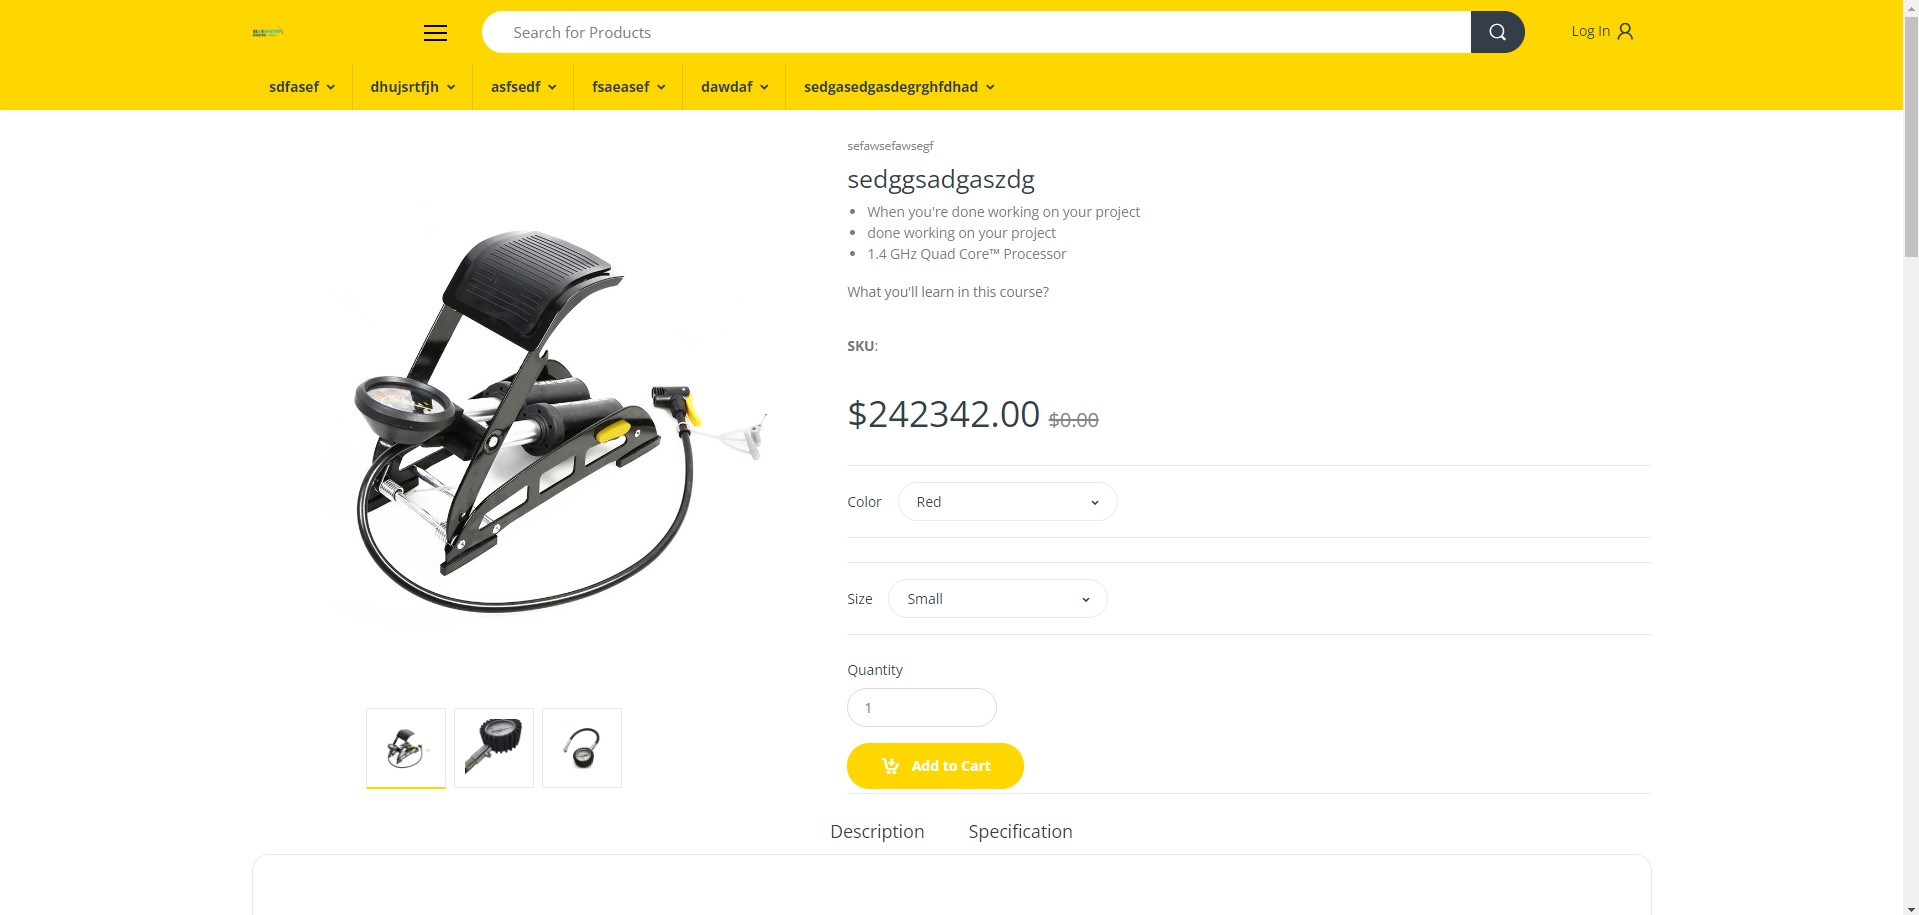 Search for Products
Log In
sdfasef
dhujsrtfjh
asfsedf
fsaeasef
dawdaf
sedgasedgasdegrghfdhad
sefawsefawsegf
sedggsadgaszdg
When you're done working on your project
done working on your project
1.4 GHz Quad Core™ Processor
What you'll learn in this course?
SKU:
$242342.00 $0.00
Color Red
Size Small
Quantity
1
Add to Cart
Description Specification